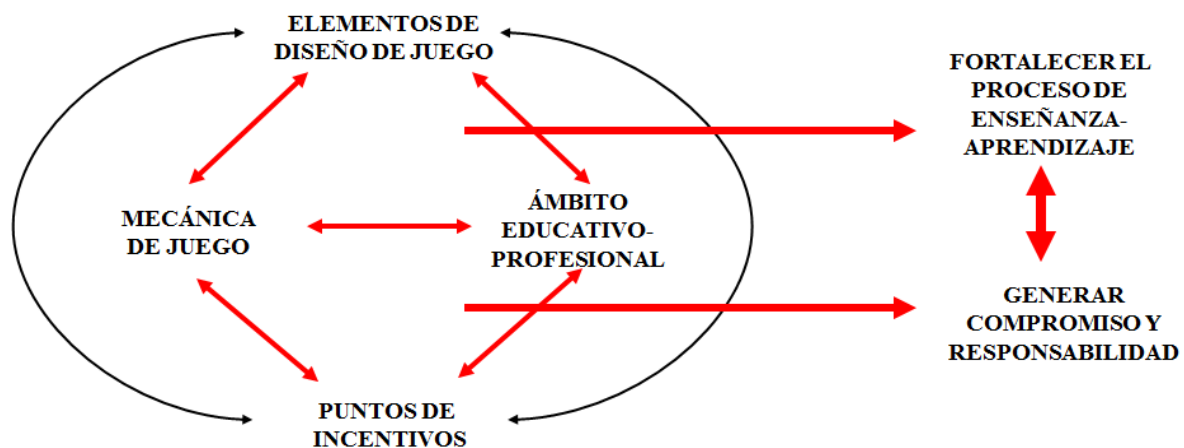 ELEMENTOS DE
DISEÑO DE JUEGO
MECÁNICA
DE JUEGO
ÁMBITO
EDUCATIVO-
PROFESIONAL
PUNTOS DE
INCENTIVOS
FORTALECER EL
PROCESO DE
ENSEÑANZA-
APRENDIZAJE
GENERAR
COMPROMISO Y
RESPONSABILIDAD